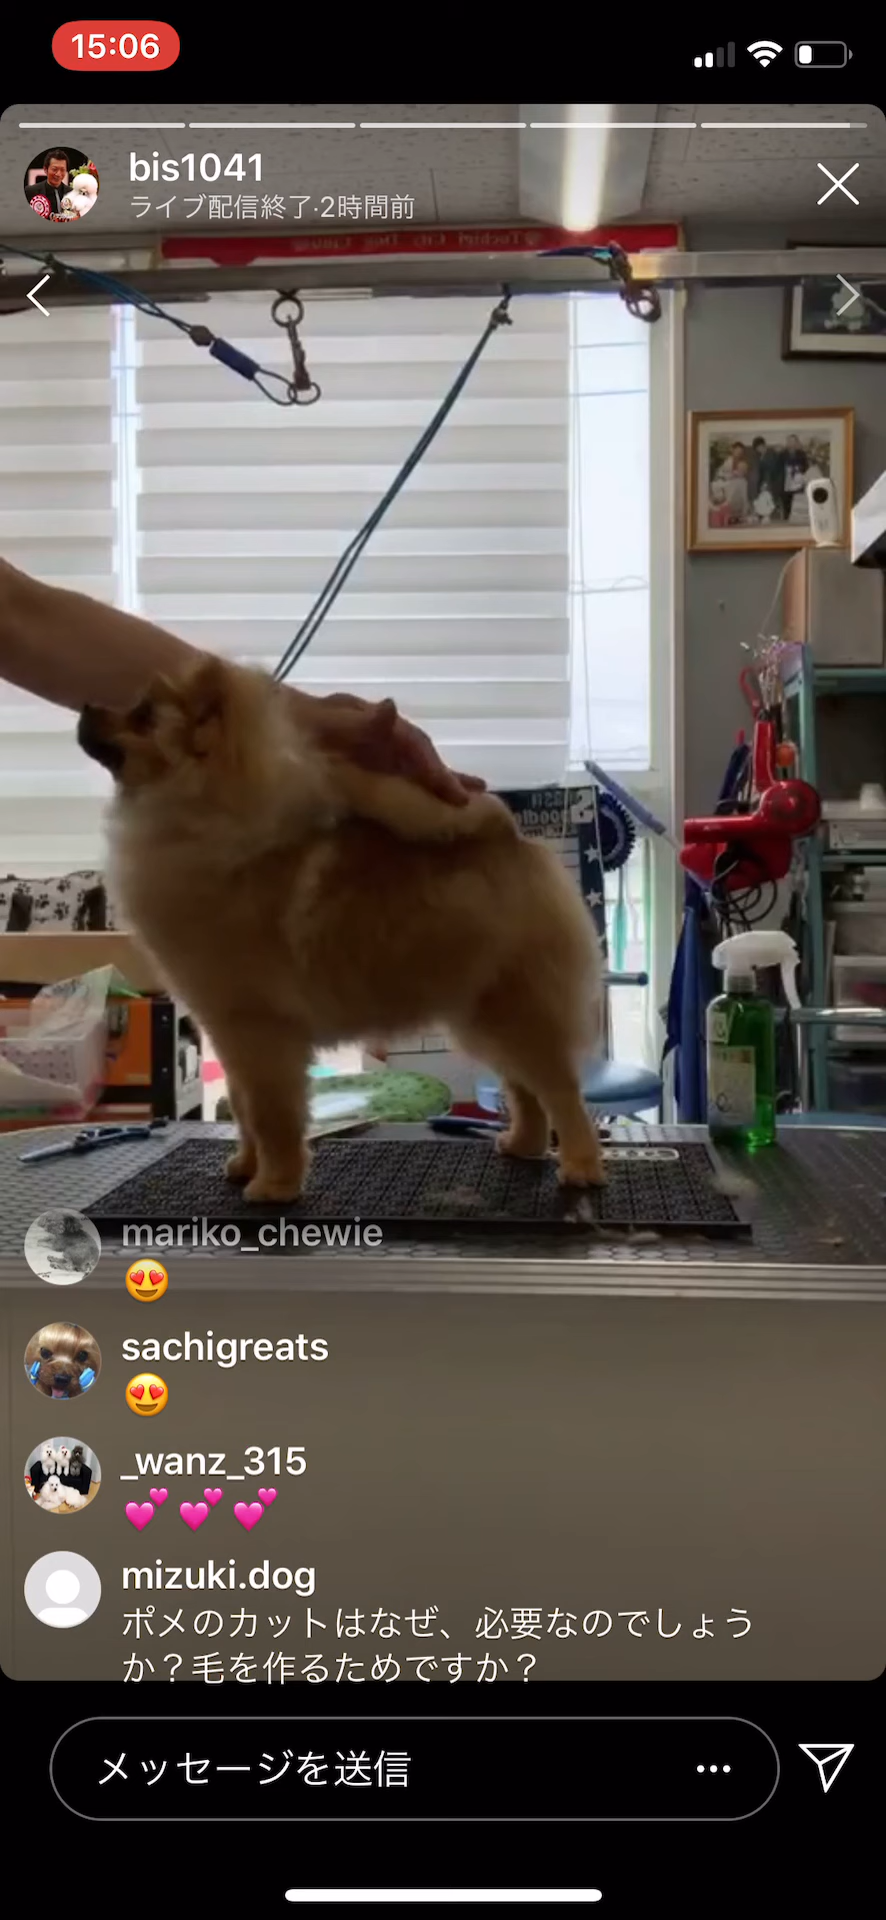 15:06
bis1041
ライブ配信終了·2時間前
mariko_chewie
😍
sachigreats
😍
_wanz_315
💕 💕 💕
mizuki.dog
ポメのカットはなぜ、必要なのでしょう
か？毛を作るためですか？
メッセージを送信